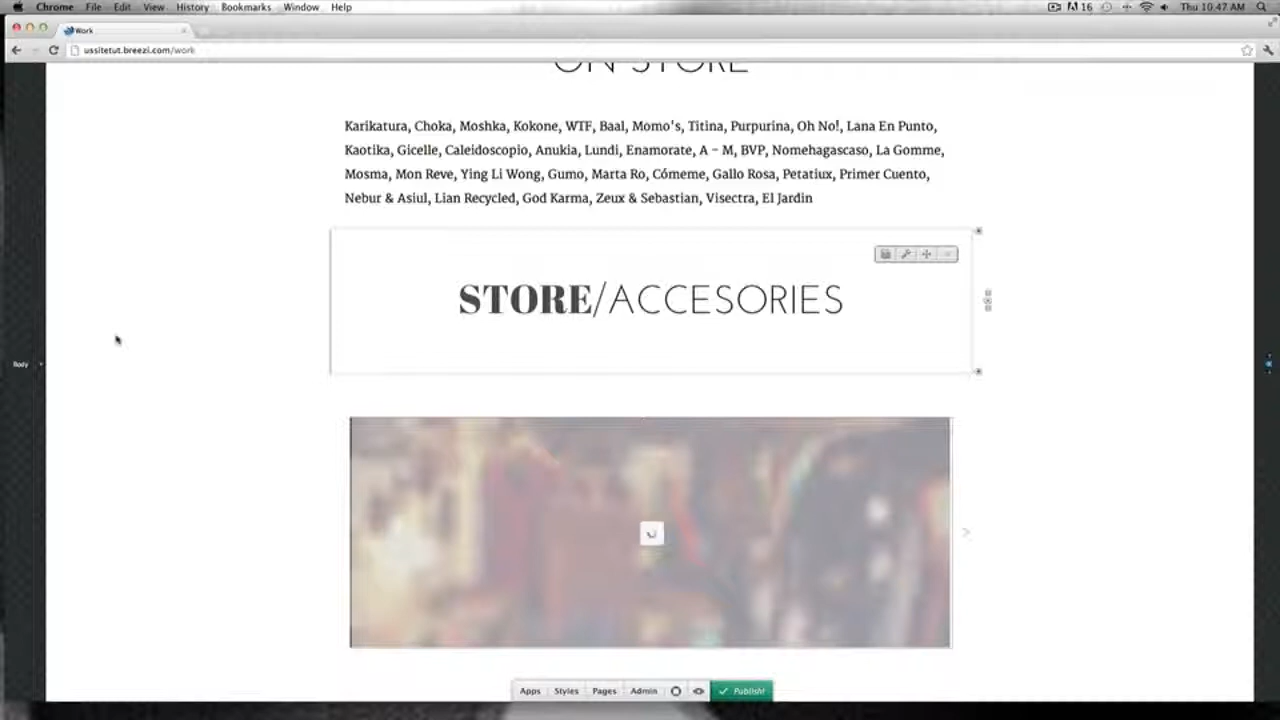 Chrome File Edit View History Bookmarks Window Help 16 Thu 10:47 AM
Work
ussitetut.breezi.com/work
ON STORE
Karikatura, Choka, Moshka, Kokone, WTF, Baal, Momo's, Titina, Purpurina, Oh No!, Lana En Punto,
Kaotika, Gicelle, Caleidoscopio, Anukia, Lundi, Enamorate, A – M, BVP, Nomehagascaso, La Gomme,
Mosma, Mon Reve, Ying Li Wong, Gumo, Marta Ro, Cómeme, Gallo Rosa, Petatiux, Primer Cuento,
Nebur & Asiul, Lian Recycled, God Karma, Zeux & Sebastian, Visectra, El Jardin
STORE/ACCESORIES
Body
Apps Styles Pages Admin Publish!